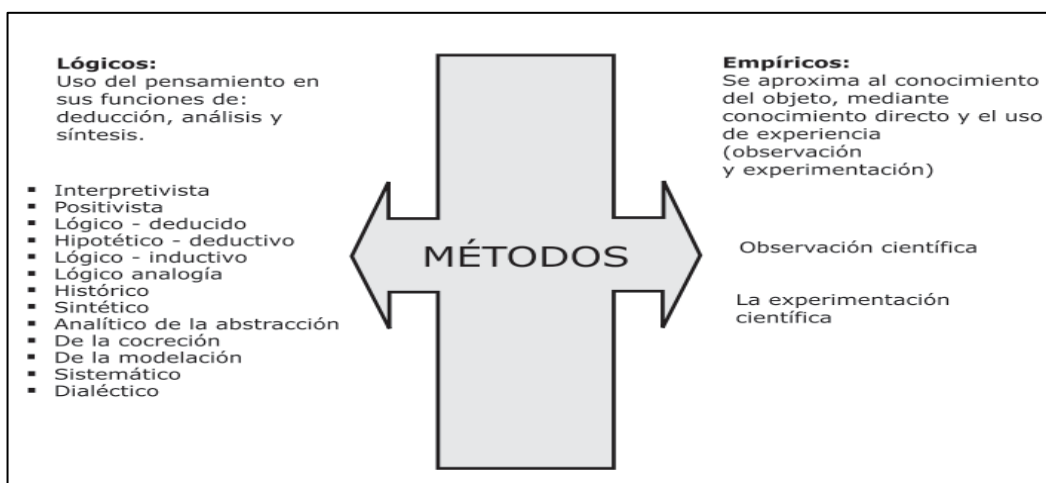 Lógicos:
Uso del pensamiento en
sus funciones de:
deducción, análisis y
síntesis.
▪ Interpretivista
▪ Positivista
▪ Lógico - deducido
▪ Hipotético - deductivo
▪ Lógico - inductivo
▪ Lógico analogía
▪ Histórico
▪ Sintético
▪ Analítico de la abstracción
▪ De la cocreción
▪ De la modelación
▪ Sistemático
▪ Dialéctico
MÉTODOS
Empíricos:
Se aproxima al conocimiento
del objeto, mediante
conocimiento directo y el uso
de experiencia
(observación
y experimentación)
Observación científica
La experimentación
científica